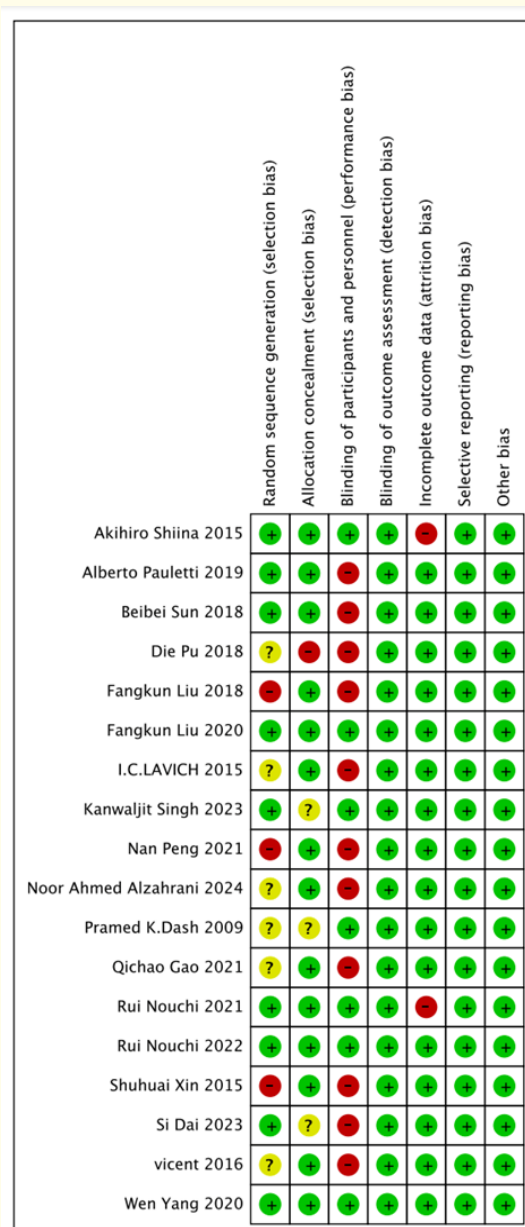 Random sequence generation (selection bias)
Allocation concealment (selection bias)
Blinding of participants and personnel (performance bias)
Blinding of outcome assessment (detection bias)
Incomplete outcome data (attrition bias)
Selective reporting (reporting bias)
Other bias
Akihiro Shiina 2015 + + + + - + +
Alberto Pauletti 2019 + + - + + + +
Beibei Sun 2018 + + - + + + +
Die Pu 2018 ? - - + + + +
Fangkun Liu 2018 - + - + + + +
Fangkun Liu 2020 + + + + + + +
I.C.LAVICH 2015 ? + - + + + +
Kanwaljit Singh 2023 + ? + + + + +
Nan Peng 2021 - + - + + + +
Noor Ahmed Alzahrani 2024 ? + - + + + +
Pramed K.Dash 2009 ? ? + + + + +
Qichao Gao 2021 ? + - + + + +
Rui Nouchi 2021 + + + + - + +
Rui Nouchi 2022 + + + + + + +
Shuhuai Xin 2015 - + - + + + +
Si Dai 2023 + ? - + + + +
vicent 2016 ? + - + + + +
Wen Yang 2020 + + + + + + +